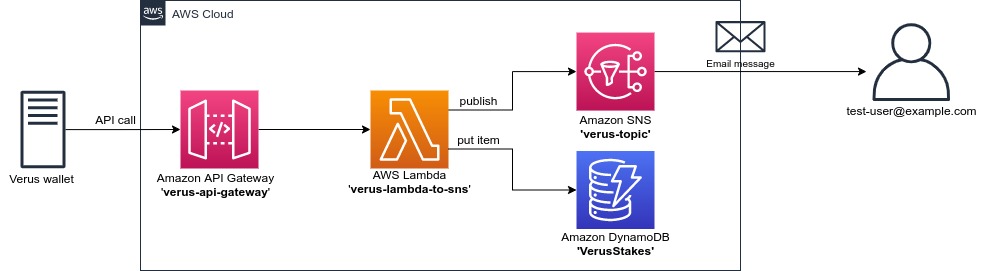 aws
AWS Cloud
Email message
test-user@example.com
API call
publish
put item
Verus wallet
Amazon API Gateway
'verus-api-gateway'
AWS Lambda
'verus-lambda-to-sns'
Amazon SNS
'verus-topic'
Amazon DynamoDB
'VerusStakes'